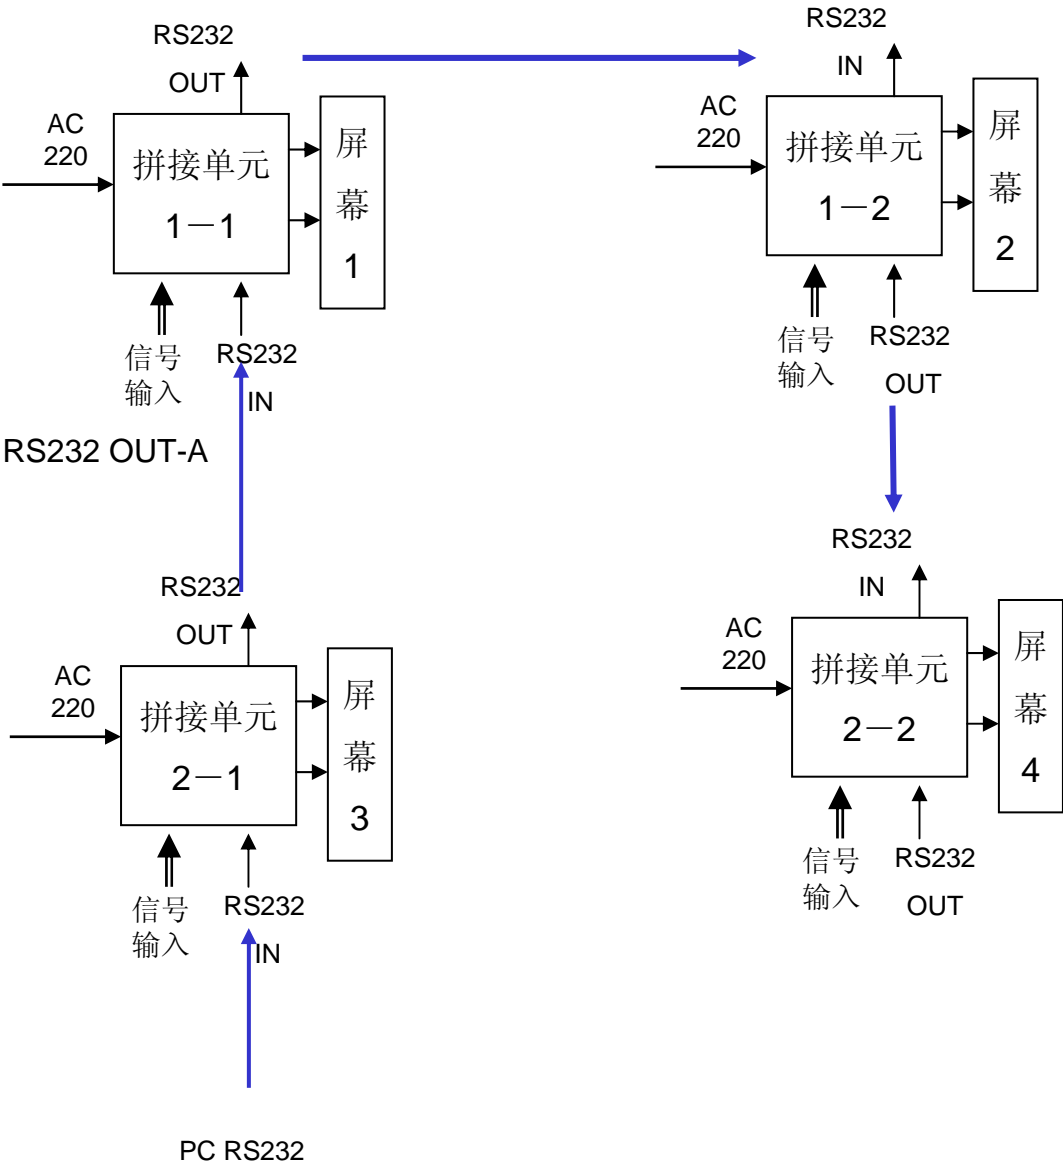 RS232
OUT
AC
220
拼接单元
1－1
屏
幕
1
信号
输入
RS232
IN
RS232
IN
AC
220
拼接单元
1－2
屏
幕
2
信号
输入
RS232
OUT
RS232 OUT-A
RS232
OUT
AC
220
拼接单元
2－1
屏
幕
3
信号
输入
RS232
IN
RS232
IN
AC
220
拼接单元
2－2
屏
幕
4
信号
输入
RS232
OUT
PC RS232